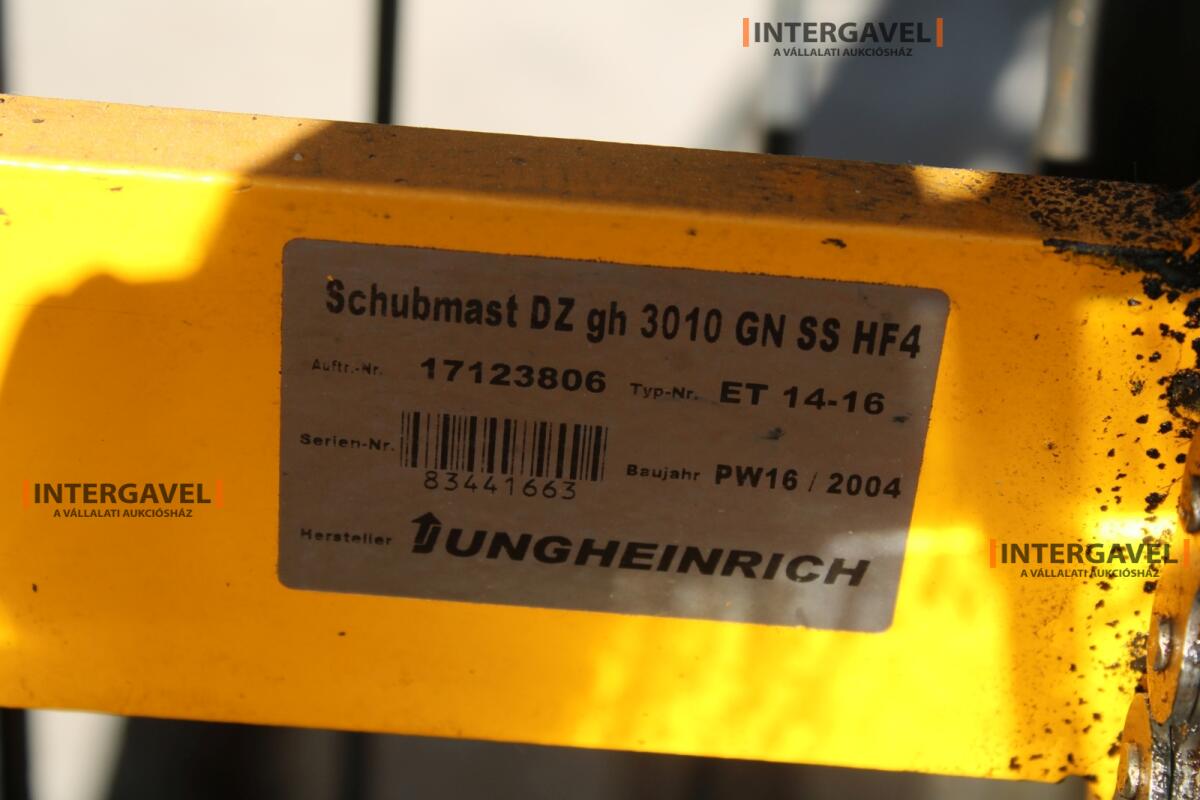 INTERGAVEL
A VÁLLALATI AUKCIÓSHÁZ
Schubmast DZ gh 3010 GN SS HF4
Auftr.-Nr. 17123806 Typ-Nr. ET 14-16
Serien-Nr. 83441663 Baujahr PW16 / 2004
Hersteller JUNGHEINRICH
INTERGAVEL
A VÁLLALATI AUKCIÓSHÁZ
INTERGAVEL
A VÁLLALATI AUKCIÓSHÁZ